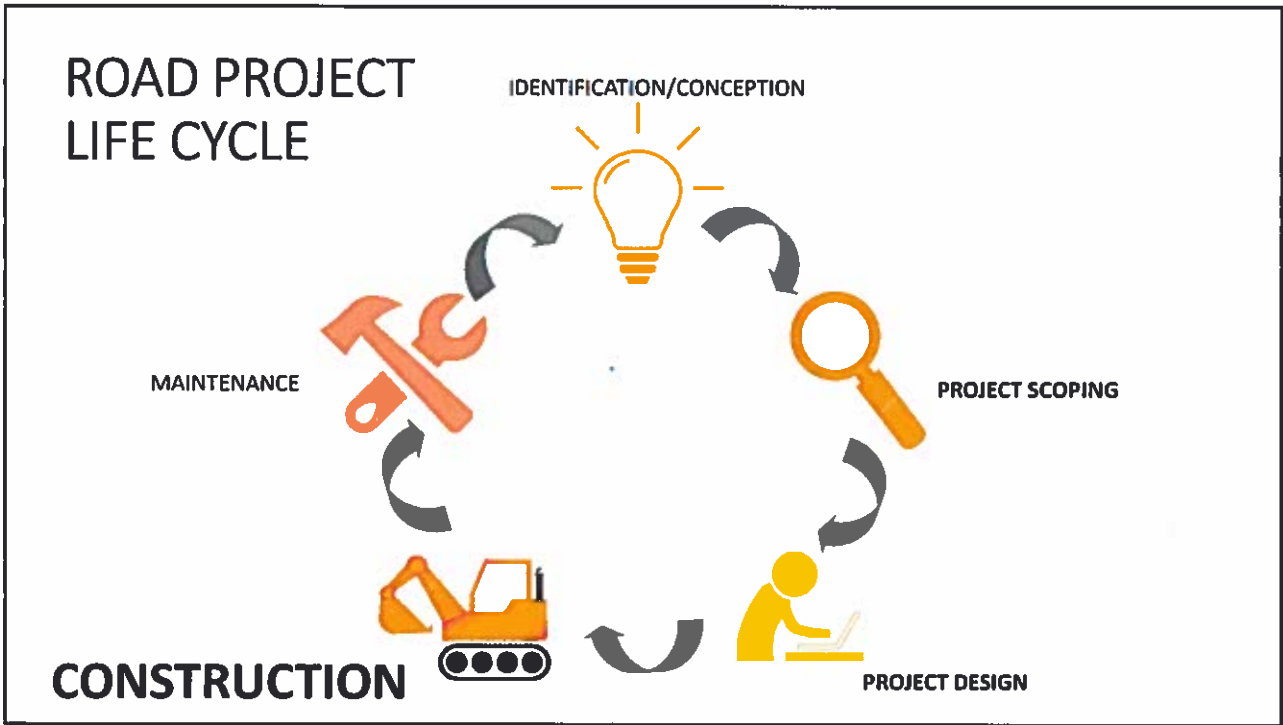 ROAD PROJECT
LIFE CYCLE
IDENTIFICATION/CONCEPTION
MAINTENANCE
PROJECT SCOPING
CONSTRUCTION
PROJECT DESIGN